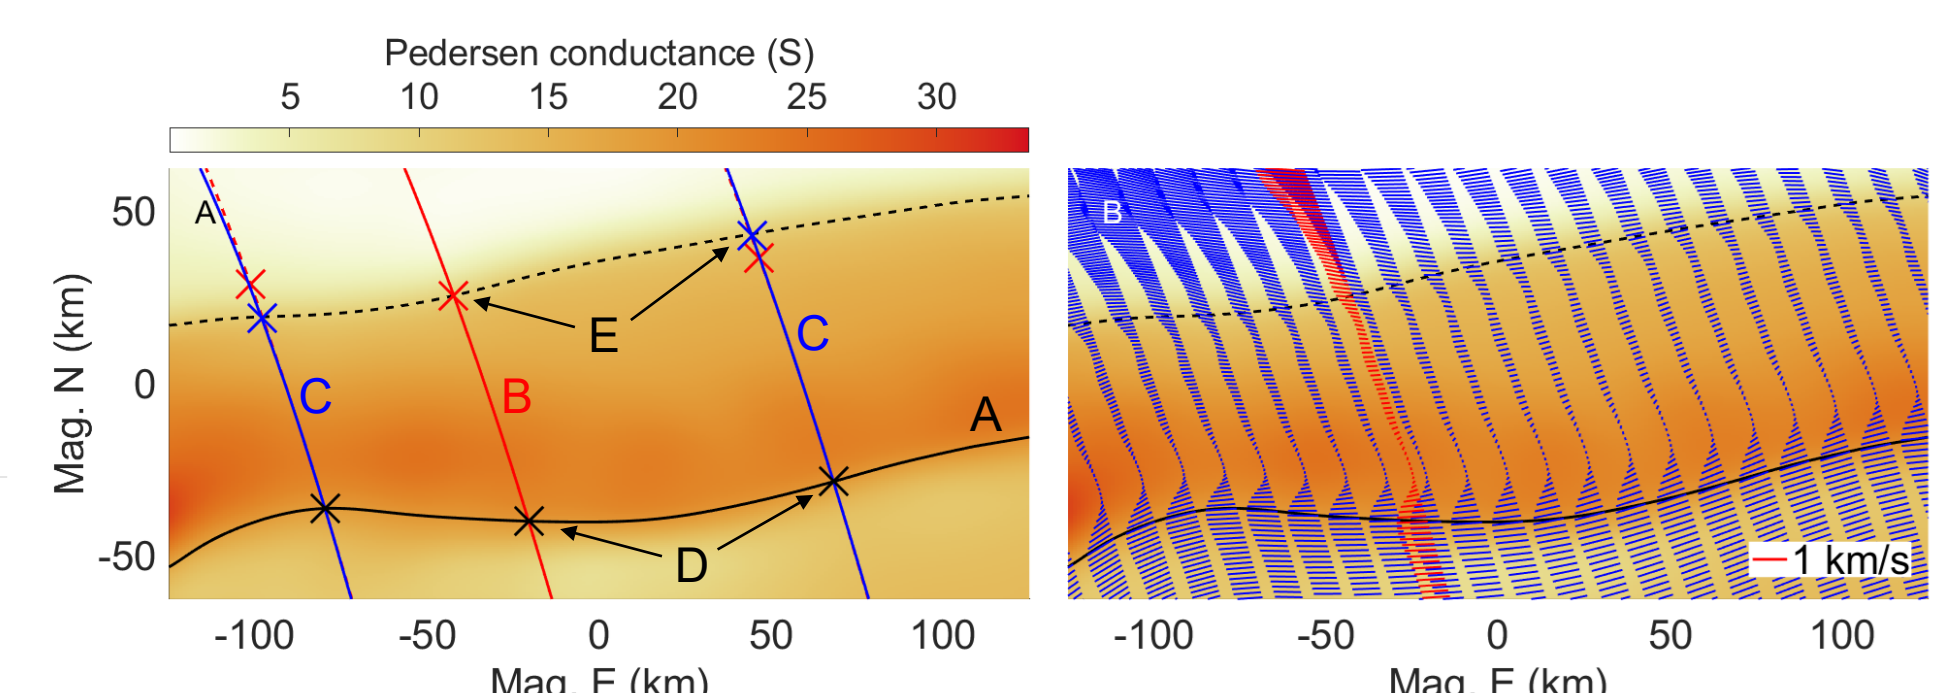 Pedersen conductance (S)
5 10 15 20 25 30
A
B
50
E
C
0
C
B
A
Mag. N (km)
-50
D
1 km/s
-100 -50 0 50 100
-100 -50 0 50 100
Mag. E (km)
Mag. E (km)